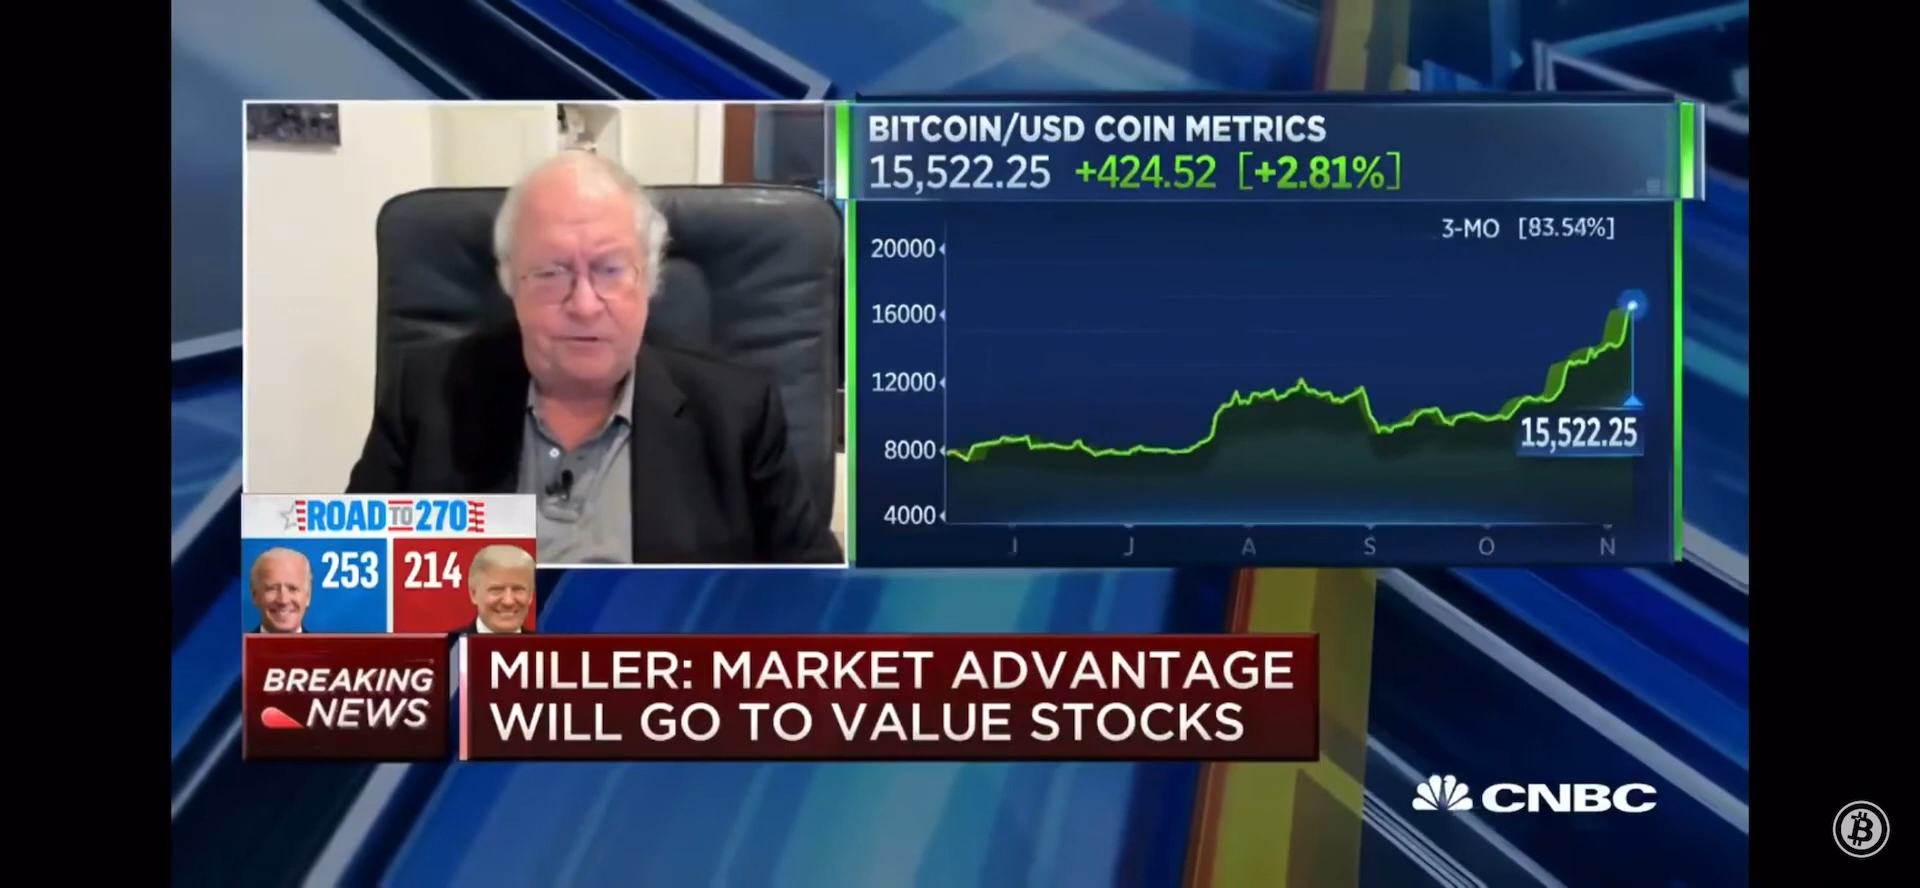 BITCOIN/USD COIN METRICS
15,522.25 +424.52 [+2.81%]
3-MO [83.54%]
20000
16000
12000
8000
4000
15,522.25
J J A S O N
ROAD TO 270
253 214
BREAKING
NEWS
MILLER: MARKET ADVANTAGE
WILL GO TO VALUE STOCKS
CNBC